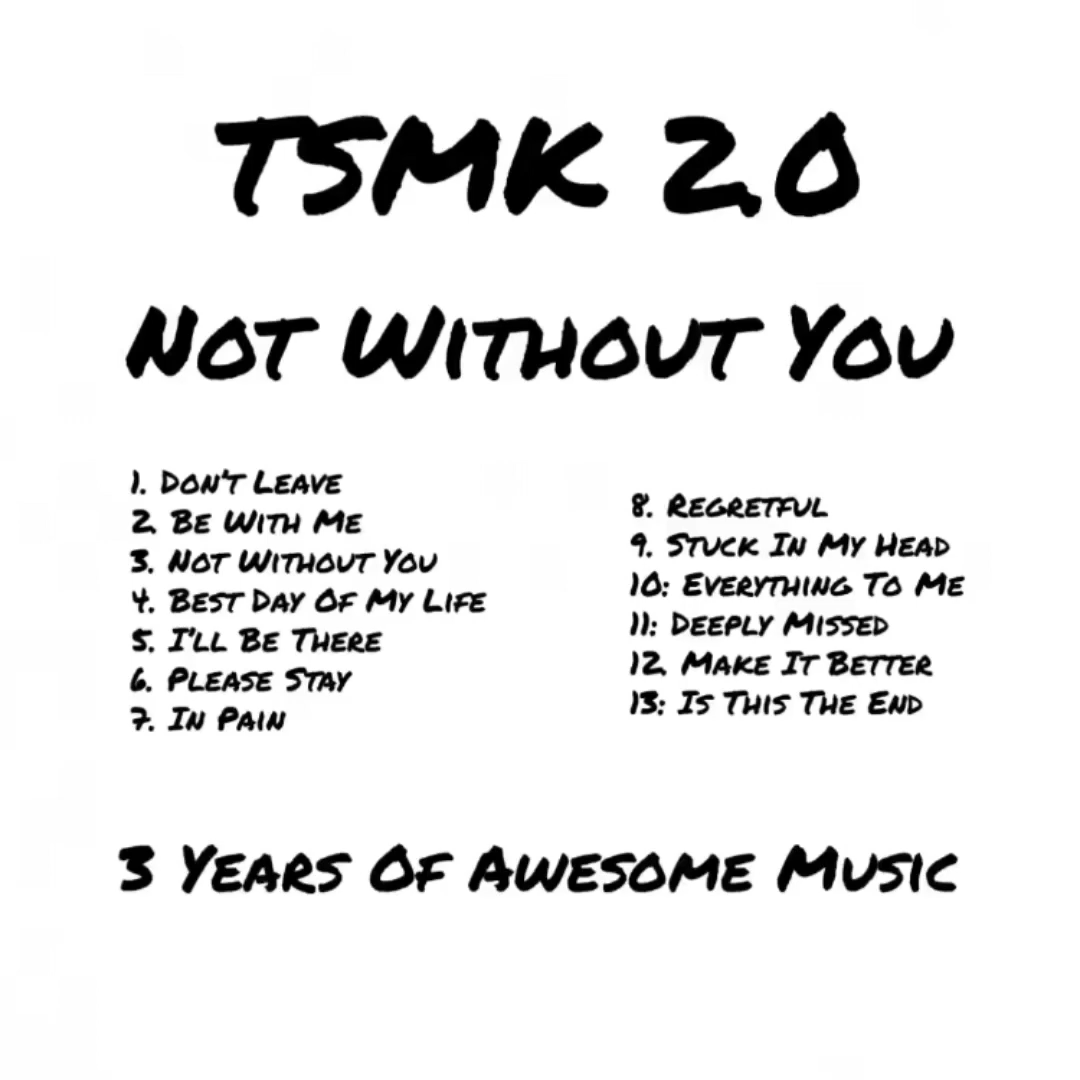 TSMK 2.0
NOT WITHOUT YOU
1. DON'T LEAVE
2. BE WITH ME
3. NOT WITHOUT YOU
4. BEST DAY OF MY LIFE
5. I'LL BE THERE
6. PLEASE STAY
7. IN PAIN
8. REGRETFUL
9. STUCK IN MY HEAD
10: EVERYTHING TO ME
11: DEEPLY MISSED
12. MAKE IT BETTER
13: IS THIS THE END
3 YEARS OF AWESOME MUSIC